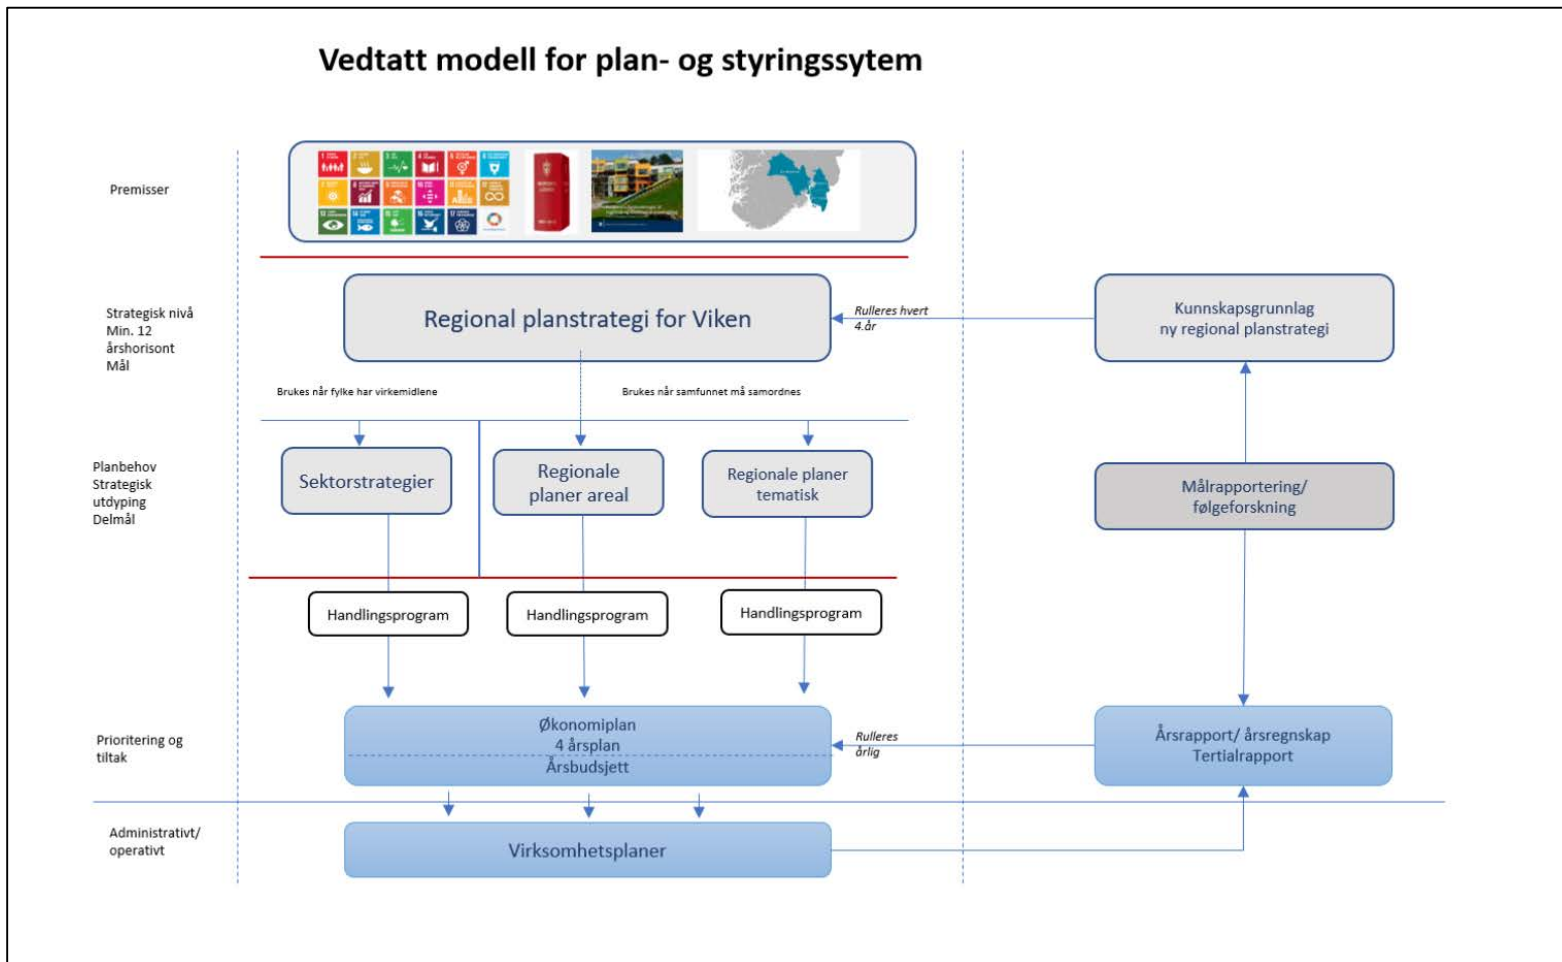 Vedtatt modell for plan- og styringssytem
Premisser
Strategisk nivå
Min. 12
årshorisont
Mål
Regional planstrategi for Viken
Rulleres hvert
4.år
Kunnskapsgrunnlag
ny regional planstrategi
Brukes når fylke har virkemidlene
Brukes når samfunnet må samordnes
Planbehov
Strategisk
utdyping
Delmål
Sektorstrategier
Regionale
planer areal
Regionale planer
tematisk
Målrapportering/
følgeforskning
Handlingsprogram
Handlingsprogram
Handlingsprogram
Prioritering og
tiltak
Økonomiplan
4 årsplan
Årsbudsjett
Rulleres
årlig
Årsrapport/ årsregnskap
Tertialrapport
Administrativt/
operativt
Virksomhetsplaner